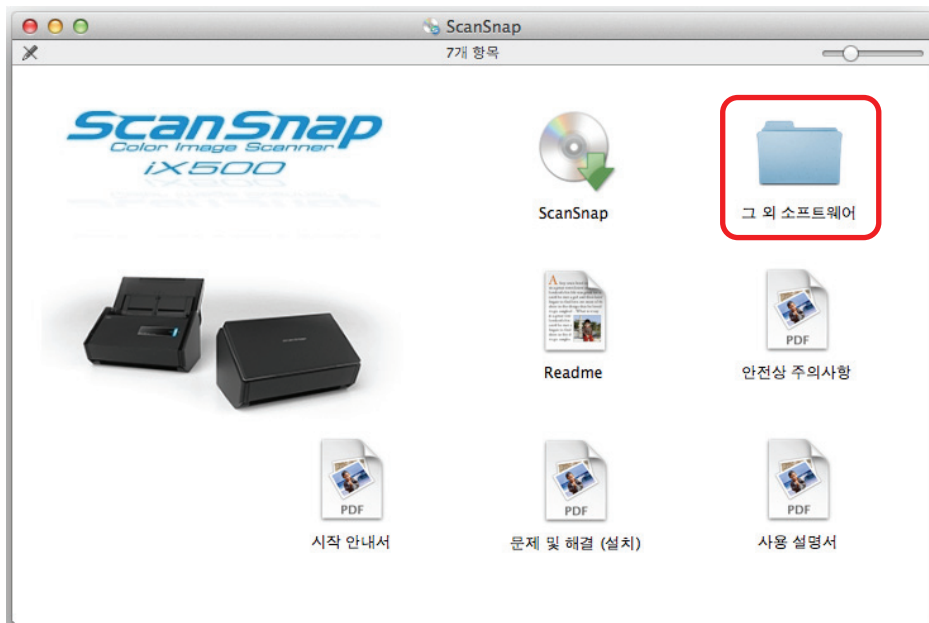 ScanSnap
7개 항목
ScanSnap
Color Image Scanner
iX500
ScanSnap
그 외 소프트웨어
Readme
PDF
안전상 주의사항
PDF
시작 안내서
PDF
문제 및 해결 (설치)
PDF
사용 설명서